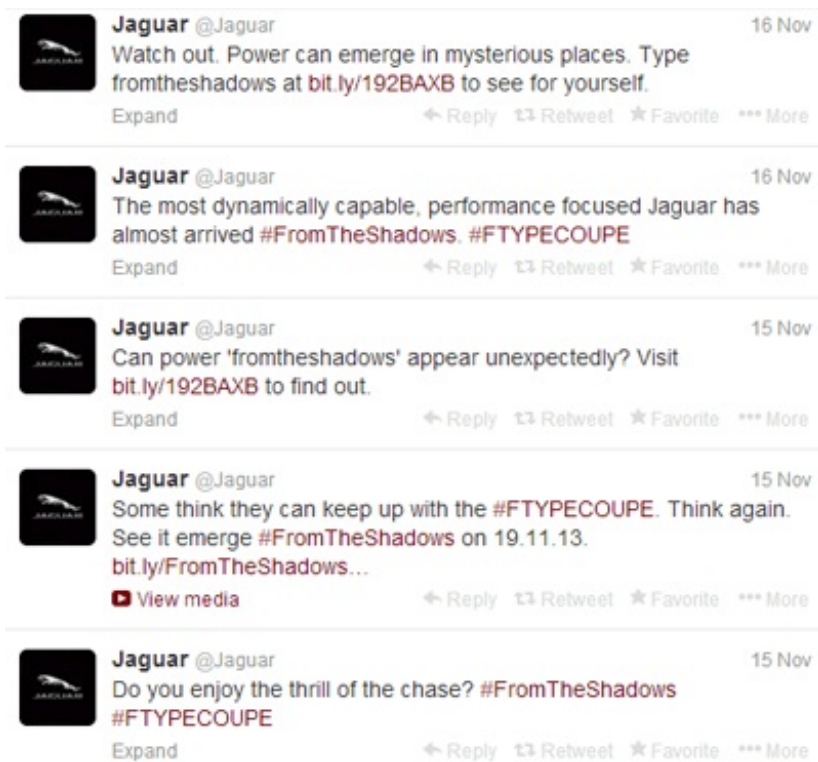 Jaguar @Jaguar 16 Nov
Watch out. Power can emerge in mysterious places. Type
fromtheshadows at bit.ly/192BAXB to see for yourself.
Expand Reply Retweet Favorite More
JAGUAR
Jaguar @Jaguar 16 Nov
The most dynamically capable, performance focused Jaguar has
almost arrived #FromTheShadows. #FTYPECOUPE
Expand Reply Retweet Favorite More
JAGUAR
Jaguar @Jaguar 15 Nov
Can power 'fromtheshadows' appear unexpectedly? Visit
bit.ly/192BAXB to find out.
Expand Reply Retweet Favorite More
JAGUAR
Jaguar @Jaguar 15 Nov
Some think they can keep up with the #FTYPECOUPE. Think again.
See it emerge #FromTheShadows on 19.11.13.
bit.ly/FromTheShadows...
View media Reply Retweet Favorite More
JAGUAR
Jaguar @Jaguar 15 Nov
Do you enjoy the thrill of the chase? #FromTheShadows
#FTYPECOUPE
Expand Reply Retweet Favorite More
JAGUAR